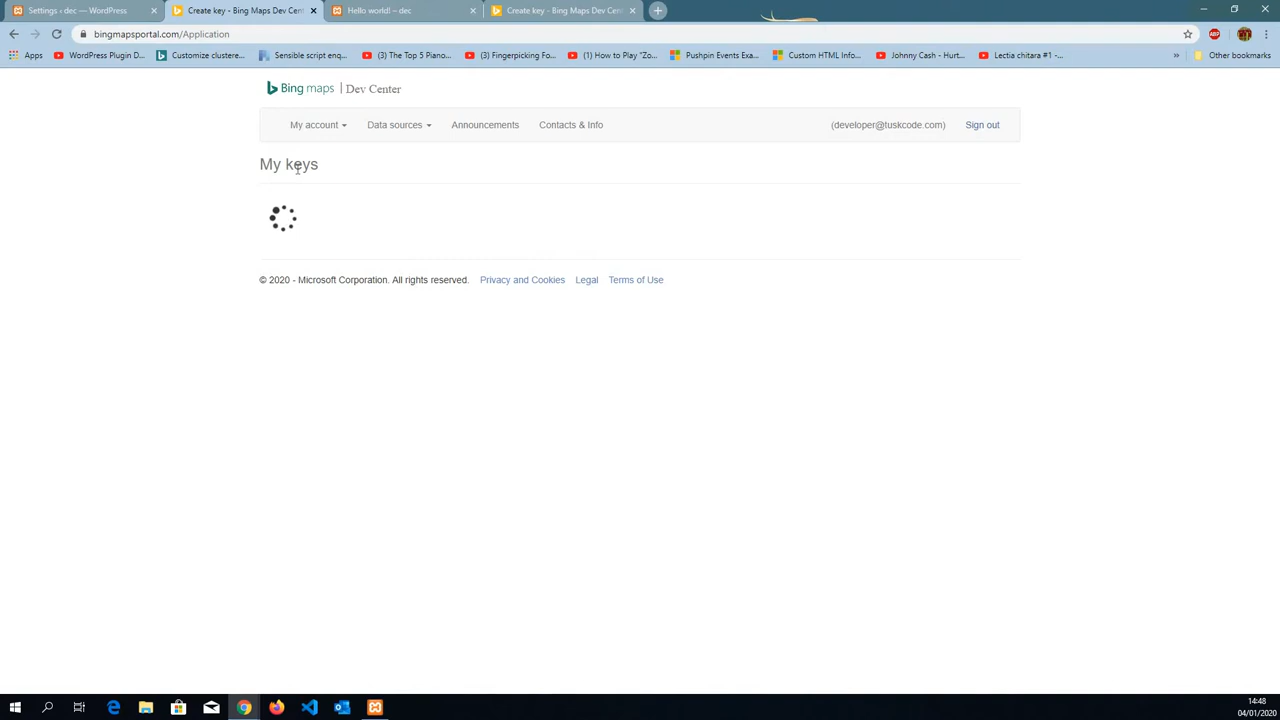 Settings ‹ dec — WordPress
Create key - Bing Maps Dev Cent
Hello world! – dec
Create key - Bing Maps Dev Cent
bingmapsportal.com/Application
ABP
Apps
WordPress Plugin D...
Customize clustere...
Sensible script enq...
(3) The Top 5 Piano...
(3) Fingerpicking Fo...
(1) How to Play "Zo...
Pushpin Events Exa...
Custom HTML Info...
Johnny Cash - Hurt...
Lectia chitara #1 -...
»
Other bookmarks
Bing maps | Dev Center
My account
Data sources
Announcements
Contacts & Info
(developer@tuskcode.com)
Sign out
My keys
© 2020 - Microsoft Corporation. All rights reserved.
Privacy and Cookies
Legal
Terms of Use
14:48
04/01/2020